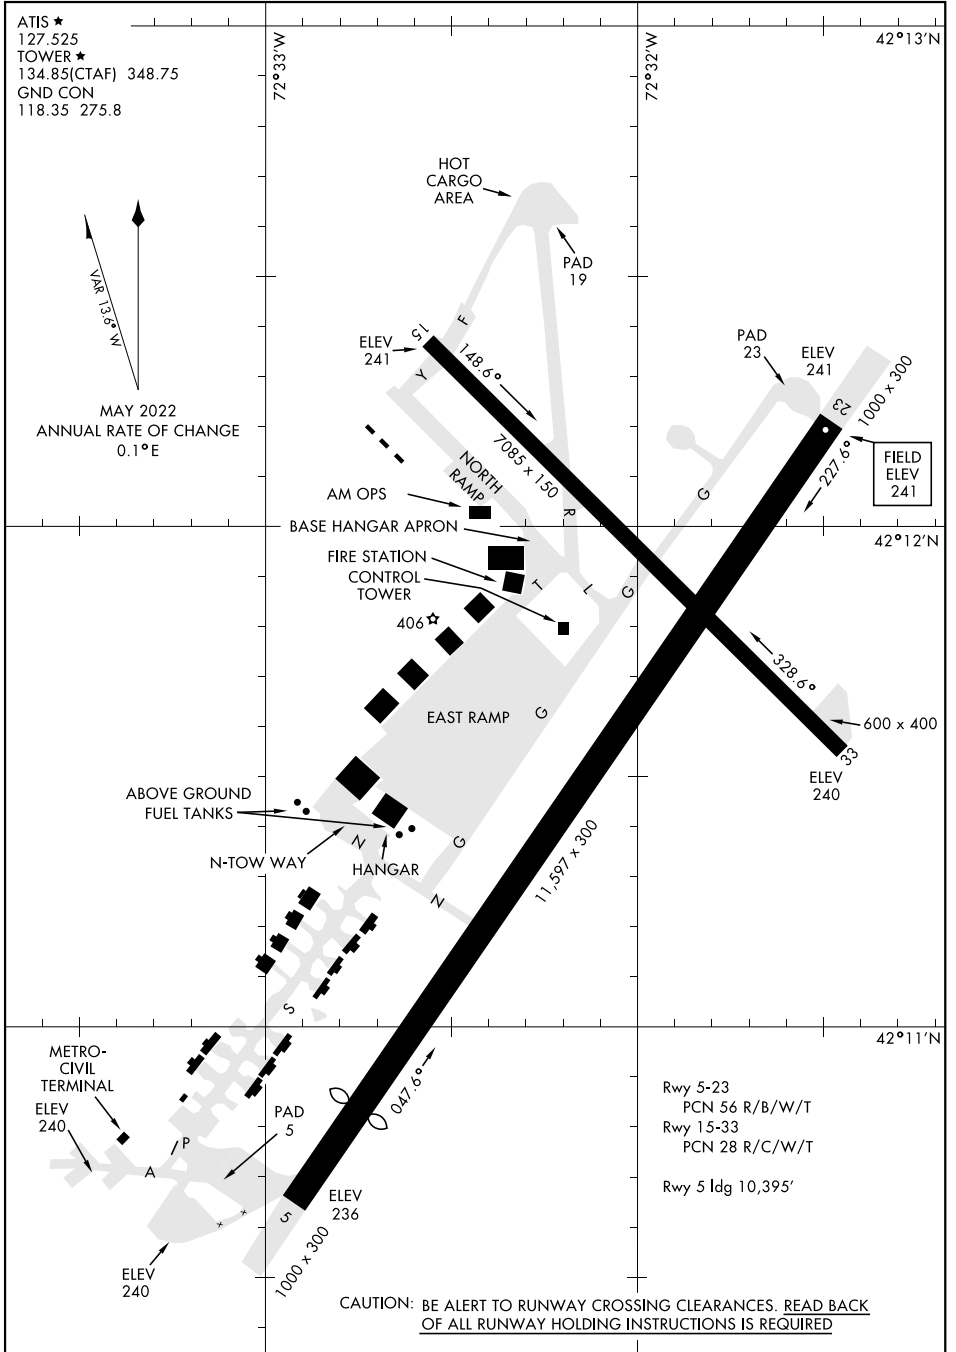 ATIS ★
127.525
TOWER ★
134.85(CTAF) 348.75
GND CON
118.35 275.8
72°33'W
72°32'W
42°13'N
HOT
CARGO
AREA
PAD
19
VAR 13.6° W
MAY 2022
ANNUAL RATE OF CHANGE
0.1° E
F
15
ELEV
241
Y
148.6°
7085 x 150
PAD
23
ELEV
241
23
1000 x 300
227.6°
FIELD
ELEV
241
NORTH
RAMP
AM OPS
R
G
BASE HANGAR APRON
42°12'N
FIRE STATION
CONTROL
TOWER
T
L
G
406
328.6°
EAST RAMP
G
600 x 400
33
ELEV
240
ABOVE GROUND
FUEL TANKS
N-TOW WAY
HANGAR
N
G
N
11,597 x 300
S
42°11'N
METRO-
CIVIL
TERMINAL
ELEV
240
PAD
5
047.6°
P
A
Rwy 5-23
PCN 56 R/B/W/T
Rwy 15-33
PCN 28 R/C/W/T
Rwy 5 ldg 10,395'
ELEV
236
5
1000 x 300
ELEV
240
CAUTION: BE ALERT TO RUNWAY CROSSING CLEARANCES. READ BACK
OF ALL RUNWAY HOLDING INSTRUCTIONS IS REQUIRED